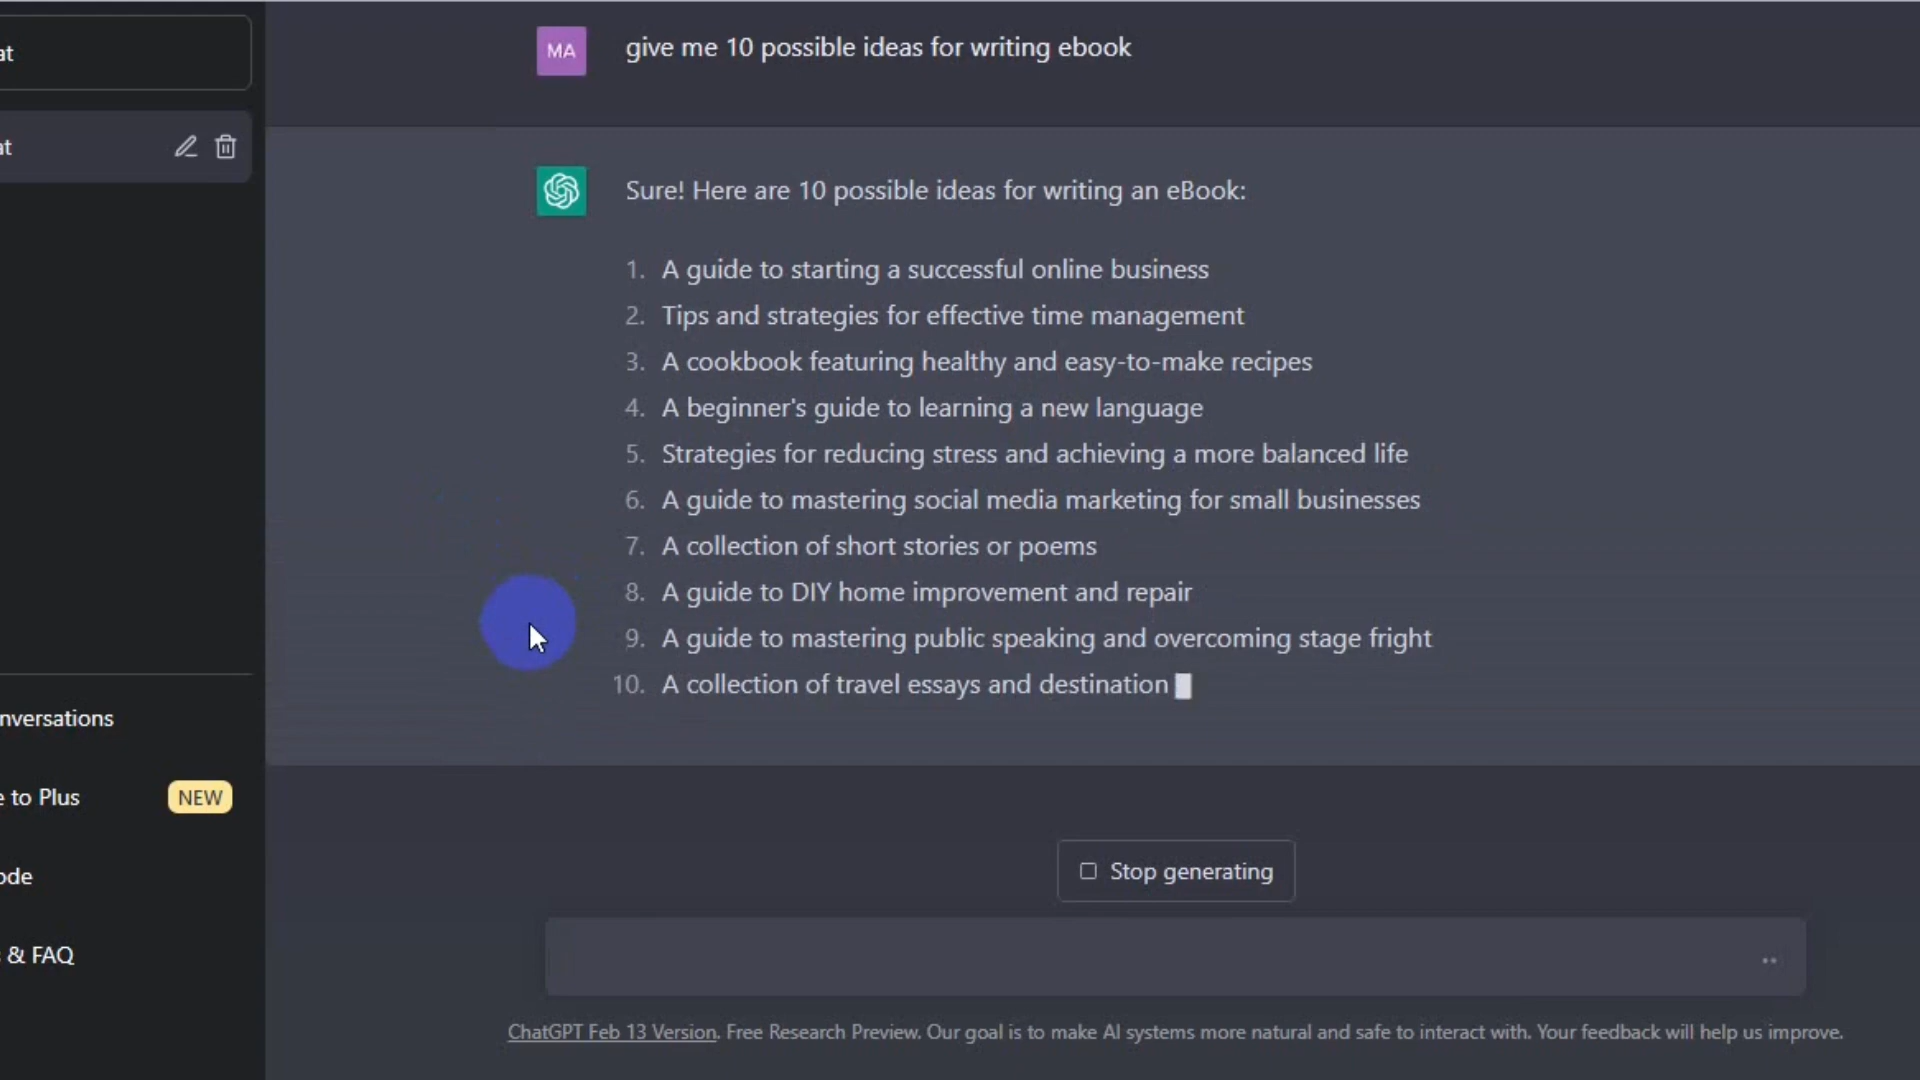 at
at
nversations
e to Plus
NEW
ode
& FAQ
MA
give me 10 possible ideas for writing ebook
Sure! Here are 10 possible ideas for writing an eBook:
1. A guide to starting a successful online business
2. Tips and strategies for effective time management
3. A cookbook featuring healthy and easy-to-make recipes
4. A beginner's guide to learning a new language
5. Strategies for reducing stress and achieving a more balanced life
6. A guide to mastering social media marketing for small businesses
7. A collection of short stories or poems
8. A guide to DIY home improvement and repair
9. A guide to mastering public speaking and overcoming stage fright
10. A collection of travel essays and destination
Stop generating
ChatGPT Feb 13 Version. Free Research Preview. Our goal is to make AI systems more natural and safe to interact with. Your feedback will help us improve.